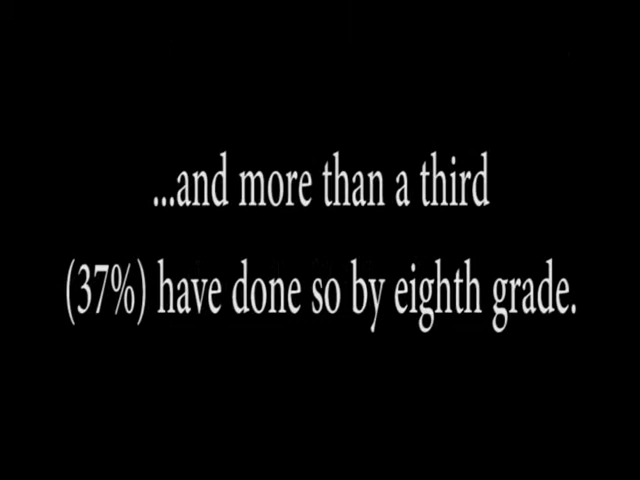 ...and more than a third
(37%) have done so by eighth grade.